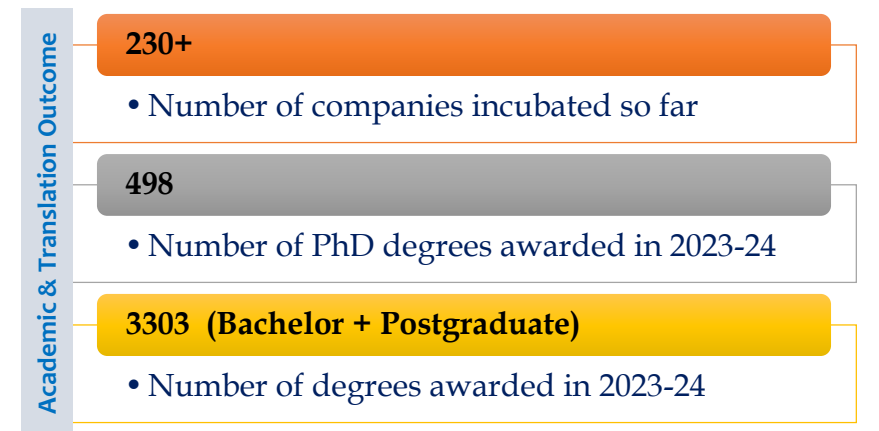 Academic & Translation Outcome
230+
• Number of companies incubated so far
498
• Number of PhD degrees awarded in 2023-24
3303 (Bachelor + Postgraduate)
• Number of degrees awarded in 2023-24